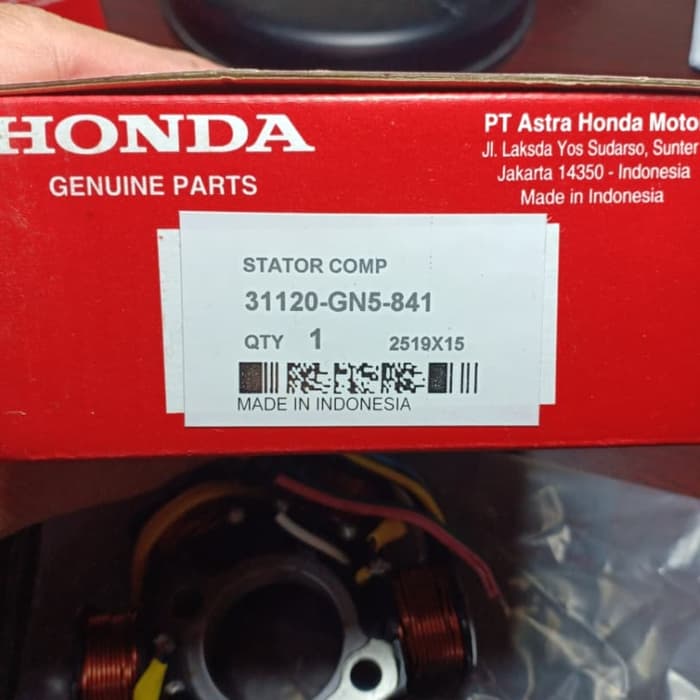 HONDA
GENUINE PARTS
PT Astra Honda Moto
Jl. Laksda Yos Sudarso, Sunter
Jakarta 14350 - Indonesia
Made in Indonesia
STATOR COMP
31120-GN5-841
QTY 1 2519X15
MADE IN INDONESIA